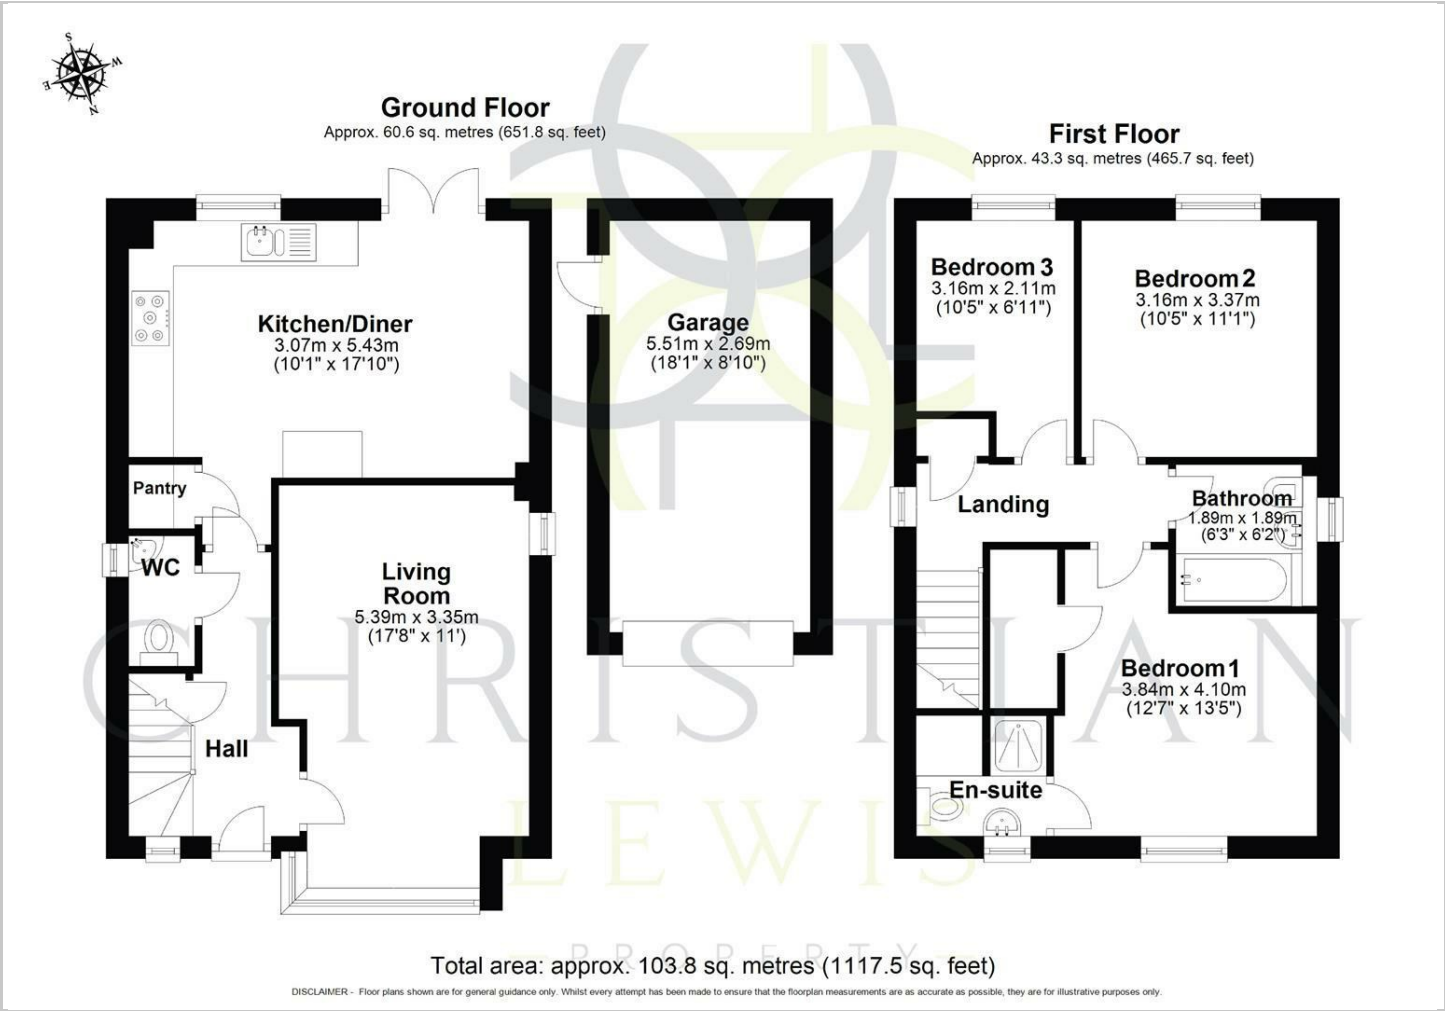 S
W
E
N
Ground Floor
Approx. 60.6 sq. metres (651.8 sq. feet)
First Floor
Approx. 43.3 sq. metres (465.7 sq. feet)
Kitchen/Diner
3.07m x 5.43m
(10'1" x 17'10")
Pantry
WC
Living
Room
5.39m x 3.35m
(17'8" x 11')
Hall
Garage
5.51m x 2.69m
(18'1" x 8'10")
Bedroom 3
3.16m x 2.11m
(10'5" x 6'11")
Bedroom 2
3.16m x 3.37m
(10'5" x 11'1")
Landing
Bathroom
1.89m x 1.89m
(6'3" x 6'2")
Bedroom 1
3.84m x 4.10m
(12'7" x 13'5")
En-suite
CHRISTIAN
LEWIS
PROPERTY
Total area: approx. 103.8 sq. metres (1117.5 sq. feet)
DISCLAIMER - Floor plans shown are for general guidance only. Whilst every attempt has been made to ensure that the floorplan measurements are as accurate as possible, they are for illustrative purposes only.